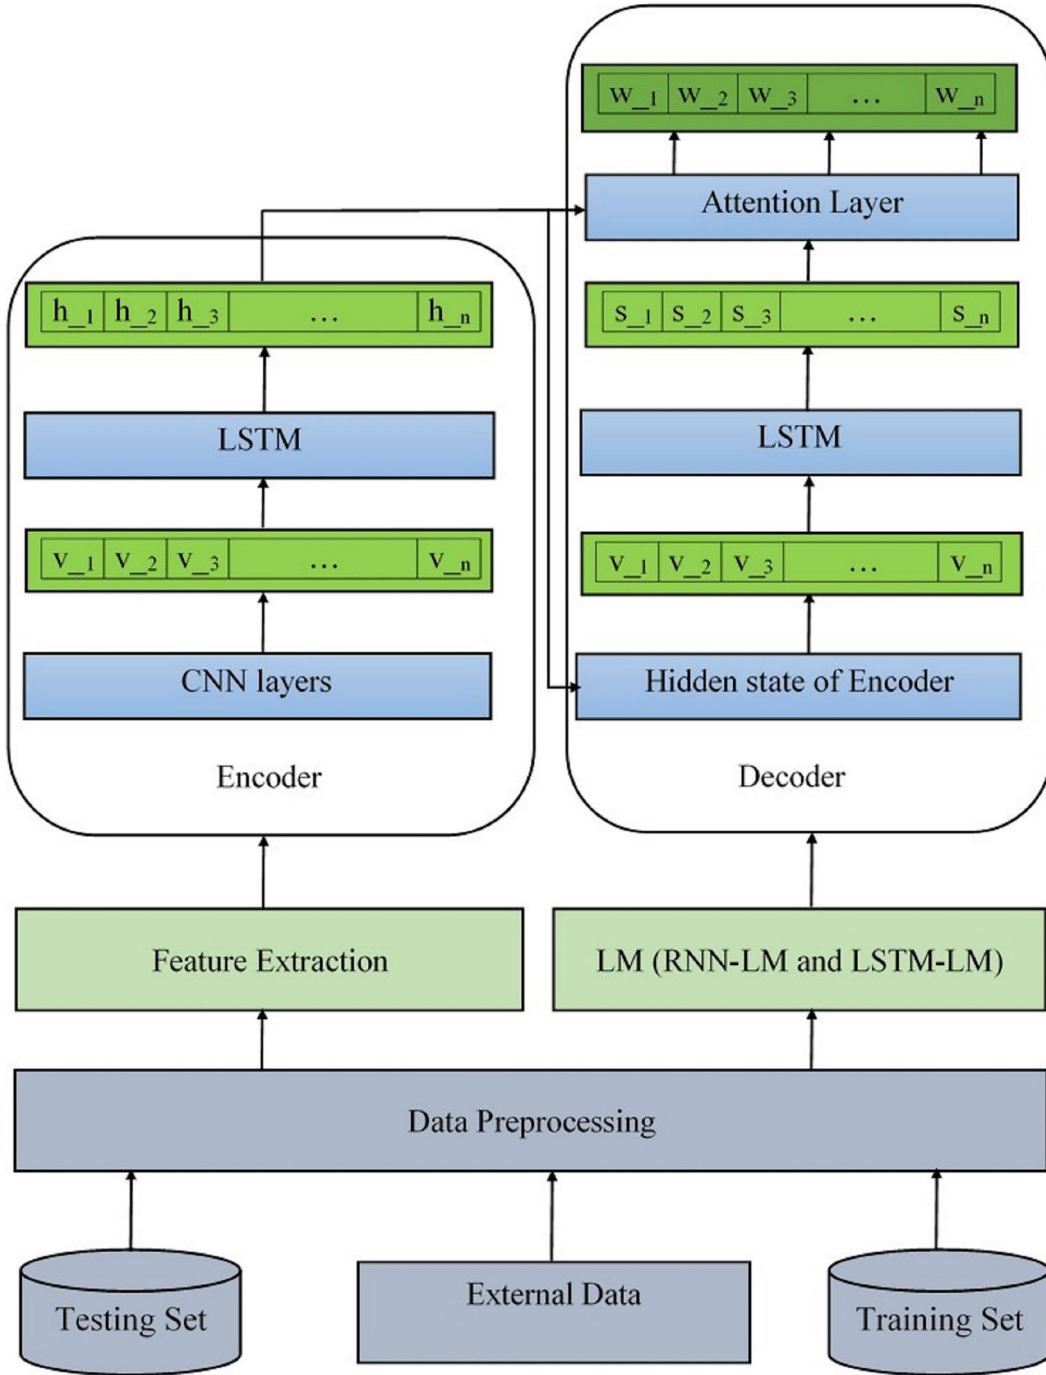 w_1 w_2 w_3 ... w_n
Attention Layer
h_1 h_2 h_3 ... h_n
s_1 s_2 s_3 ... s_n
LSTM
LSTM
v_1 v_2 v_3 ... v_n
v_1 v_2 v_3 ... v_n
CNN layers
Hidden state of Encoder
Encoder
Decoder
Feature Extraction
LM (RNN-LM and LSTM-LM)
Data Preprocessing
Testing Set
External Data
Training Set